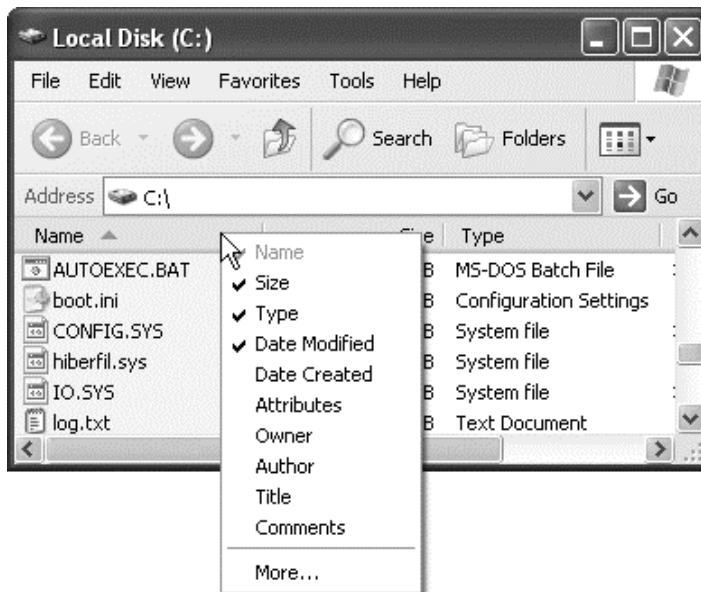 Local Disk (C:)
File Edit View Favorites Tools Help
Back Search Folders
Address C:\ Go
Name Type
AUTOEXEC.BAT B MS-DOS Batch File
boot.ini B Configuration Settings
CONFIG.SYS B System file
hiberfil.sys B System file
IO.SYS B System file
log.txt B Text Document
Name
Size
Type
Date Modified
Date Created
Attributes
Owner
Author
Title
Comments
More...